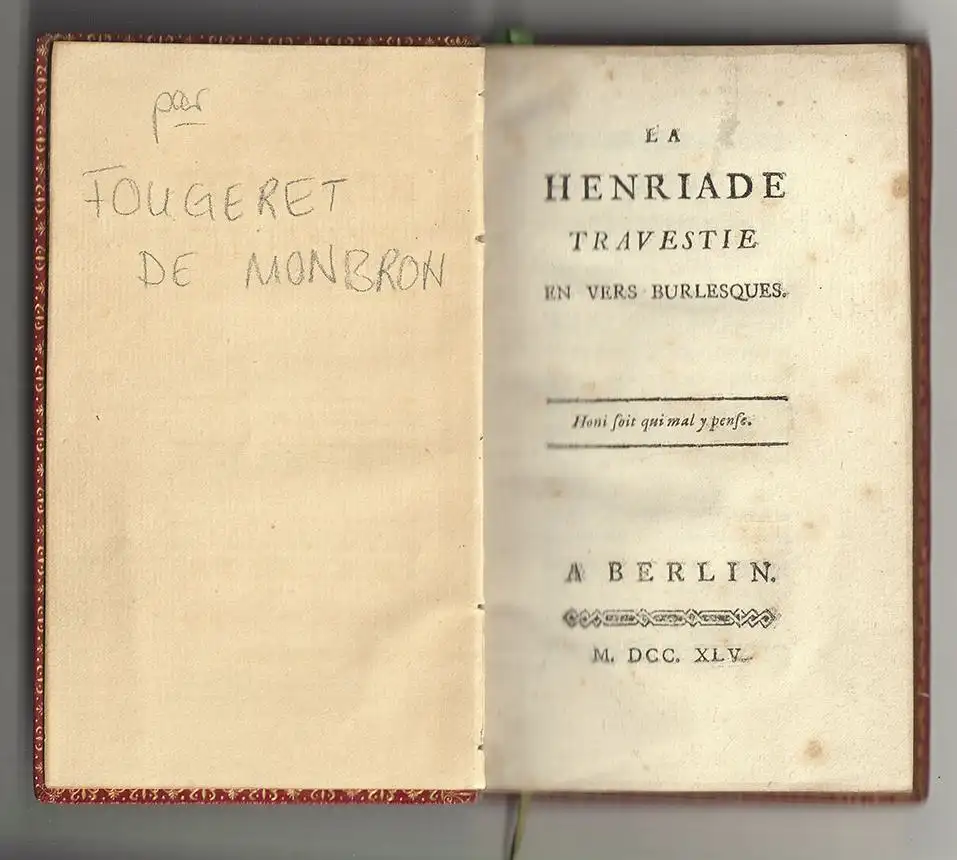 par
FOUGERET
DE MONBRON
LA
HENRIADE
TRAVESTIE
EN VERS BURLESQUES.
Honi ſoit qui mal y penſe.
A BERLIN.
M. DCC. XLV.